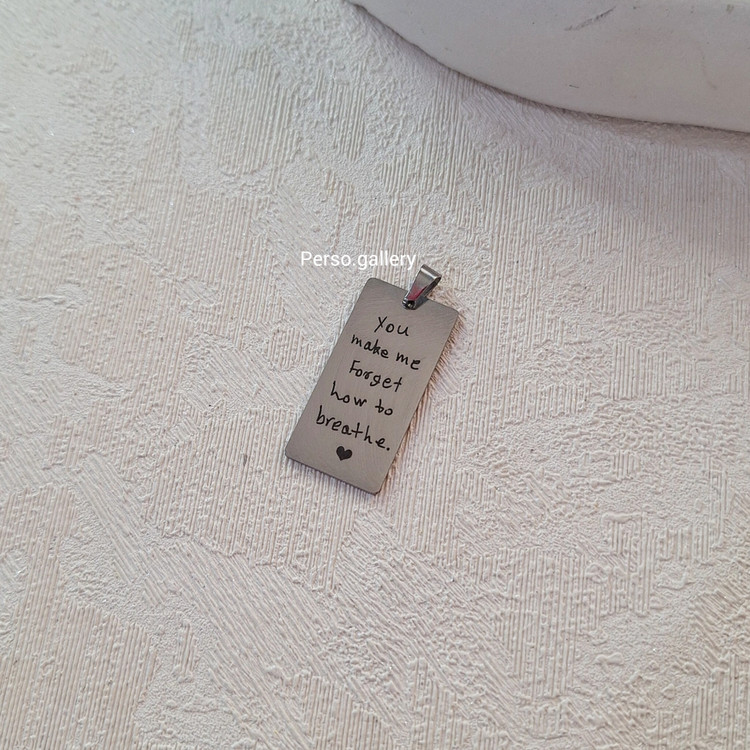 Perso.gallery
You
make me
Forget
how to
breathe.
♥